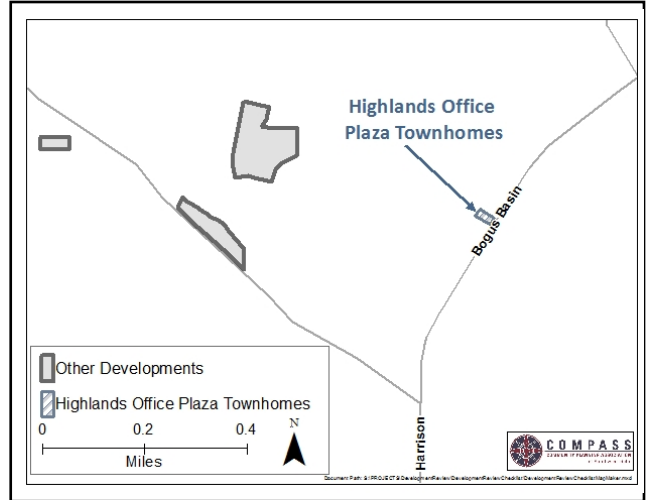 Highlands Office
Plaza Townhomes
Bogus Basin
Other Developments
Highlands Office Plaza Townhomes
0 0.2 0.4
Miles
N
Harrison
COMPASS